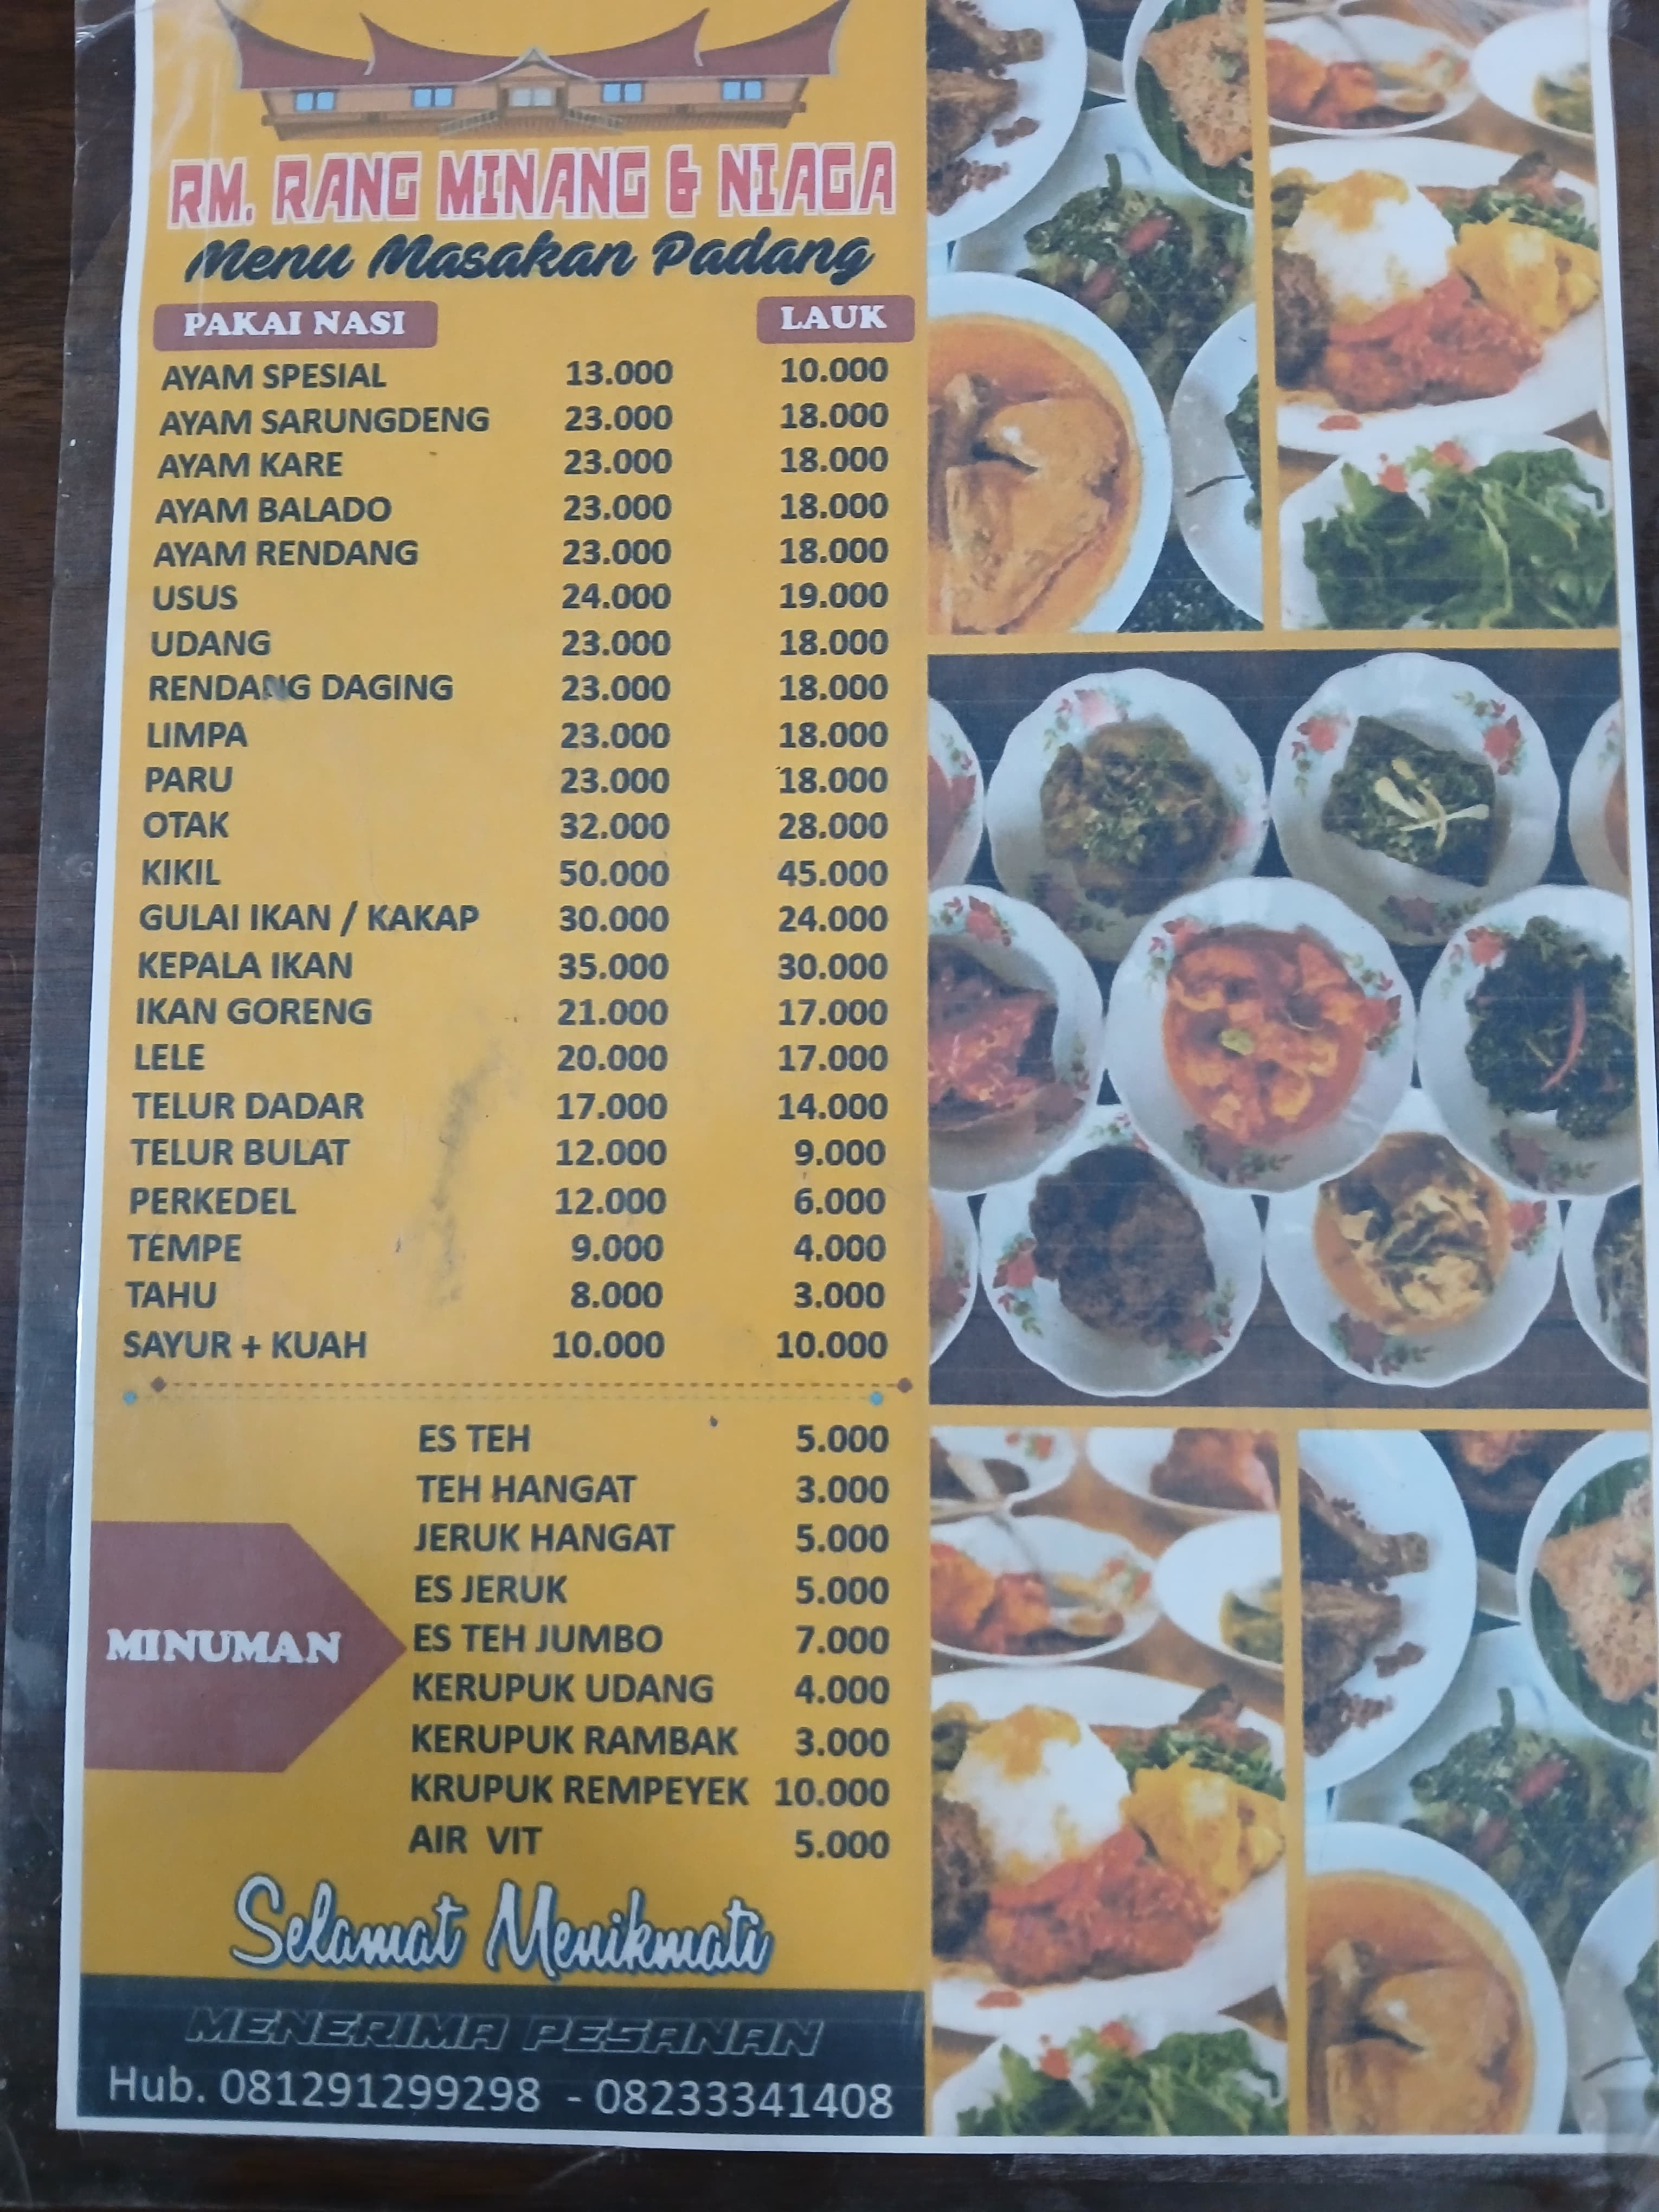 RM. RANG MINANG & NIAGA
Menu Masakan Padang
PAKAI NASI LAUK
AYAM SPESIAL 13.000 10.000
AYAM SARUNGDENG 23.000 18.000
AYAM KARE 23.000 18.000
AYAM BALADO 23.000 18.000
AYAM RENDANG 23.000 18.000
USUS 24.000 19.000
UDANG 23.000 18.000
RENDANG DAGING 23.000 18.000
LIMPA 23.000 18.000
PARU 23.000 18.000
OTAK 32.000 28.000
KIKIL 50.000 45.000
GULAI IKAN / KAKAP 30.000 24.000
KEPALA IKAN 35.000 30.000
IKAN GORENG 21.000 17.000
LELE 20.000 17.000
TELUR DADAR 17.000 14.000
TELUR BULAT 12.000 9.000
PERKEDEL 12.000 6.000
TEMPE 9.000 4.000
TAHU 8.000 3.000
SAYUR + KUAH 10.000 10.000
MINUMAN
ES TEH 5.000
TEH HANGAT 3.000
JERUK HANGAT 5.000
ES JERUK 5.000
ES TEH JUMBO 7.000
KERUPUK UDANG 4.000
KERUPUK RAMBAK 3.000
KRUPUK REMPEYEK 10.000
AIR VIT 5.000
Selamat Menikmati
MENERIMA PESANAN
Hub. 081291299298 - 08233341408